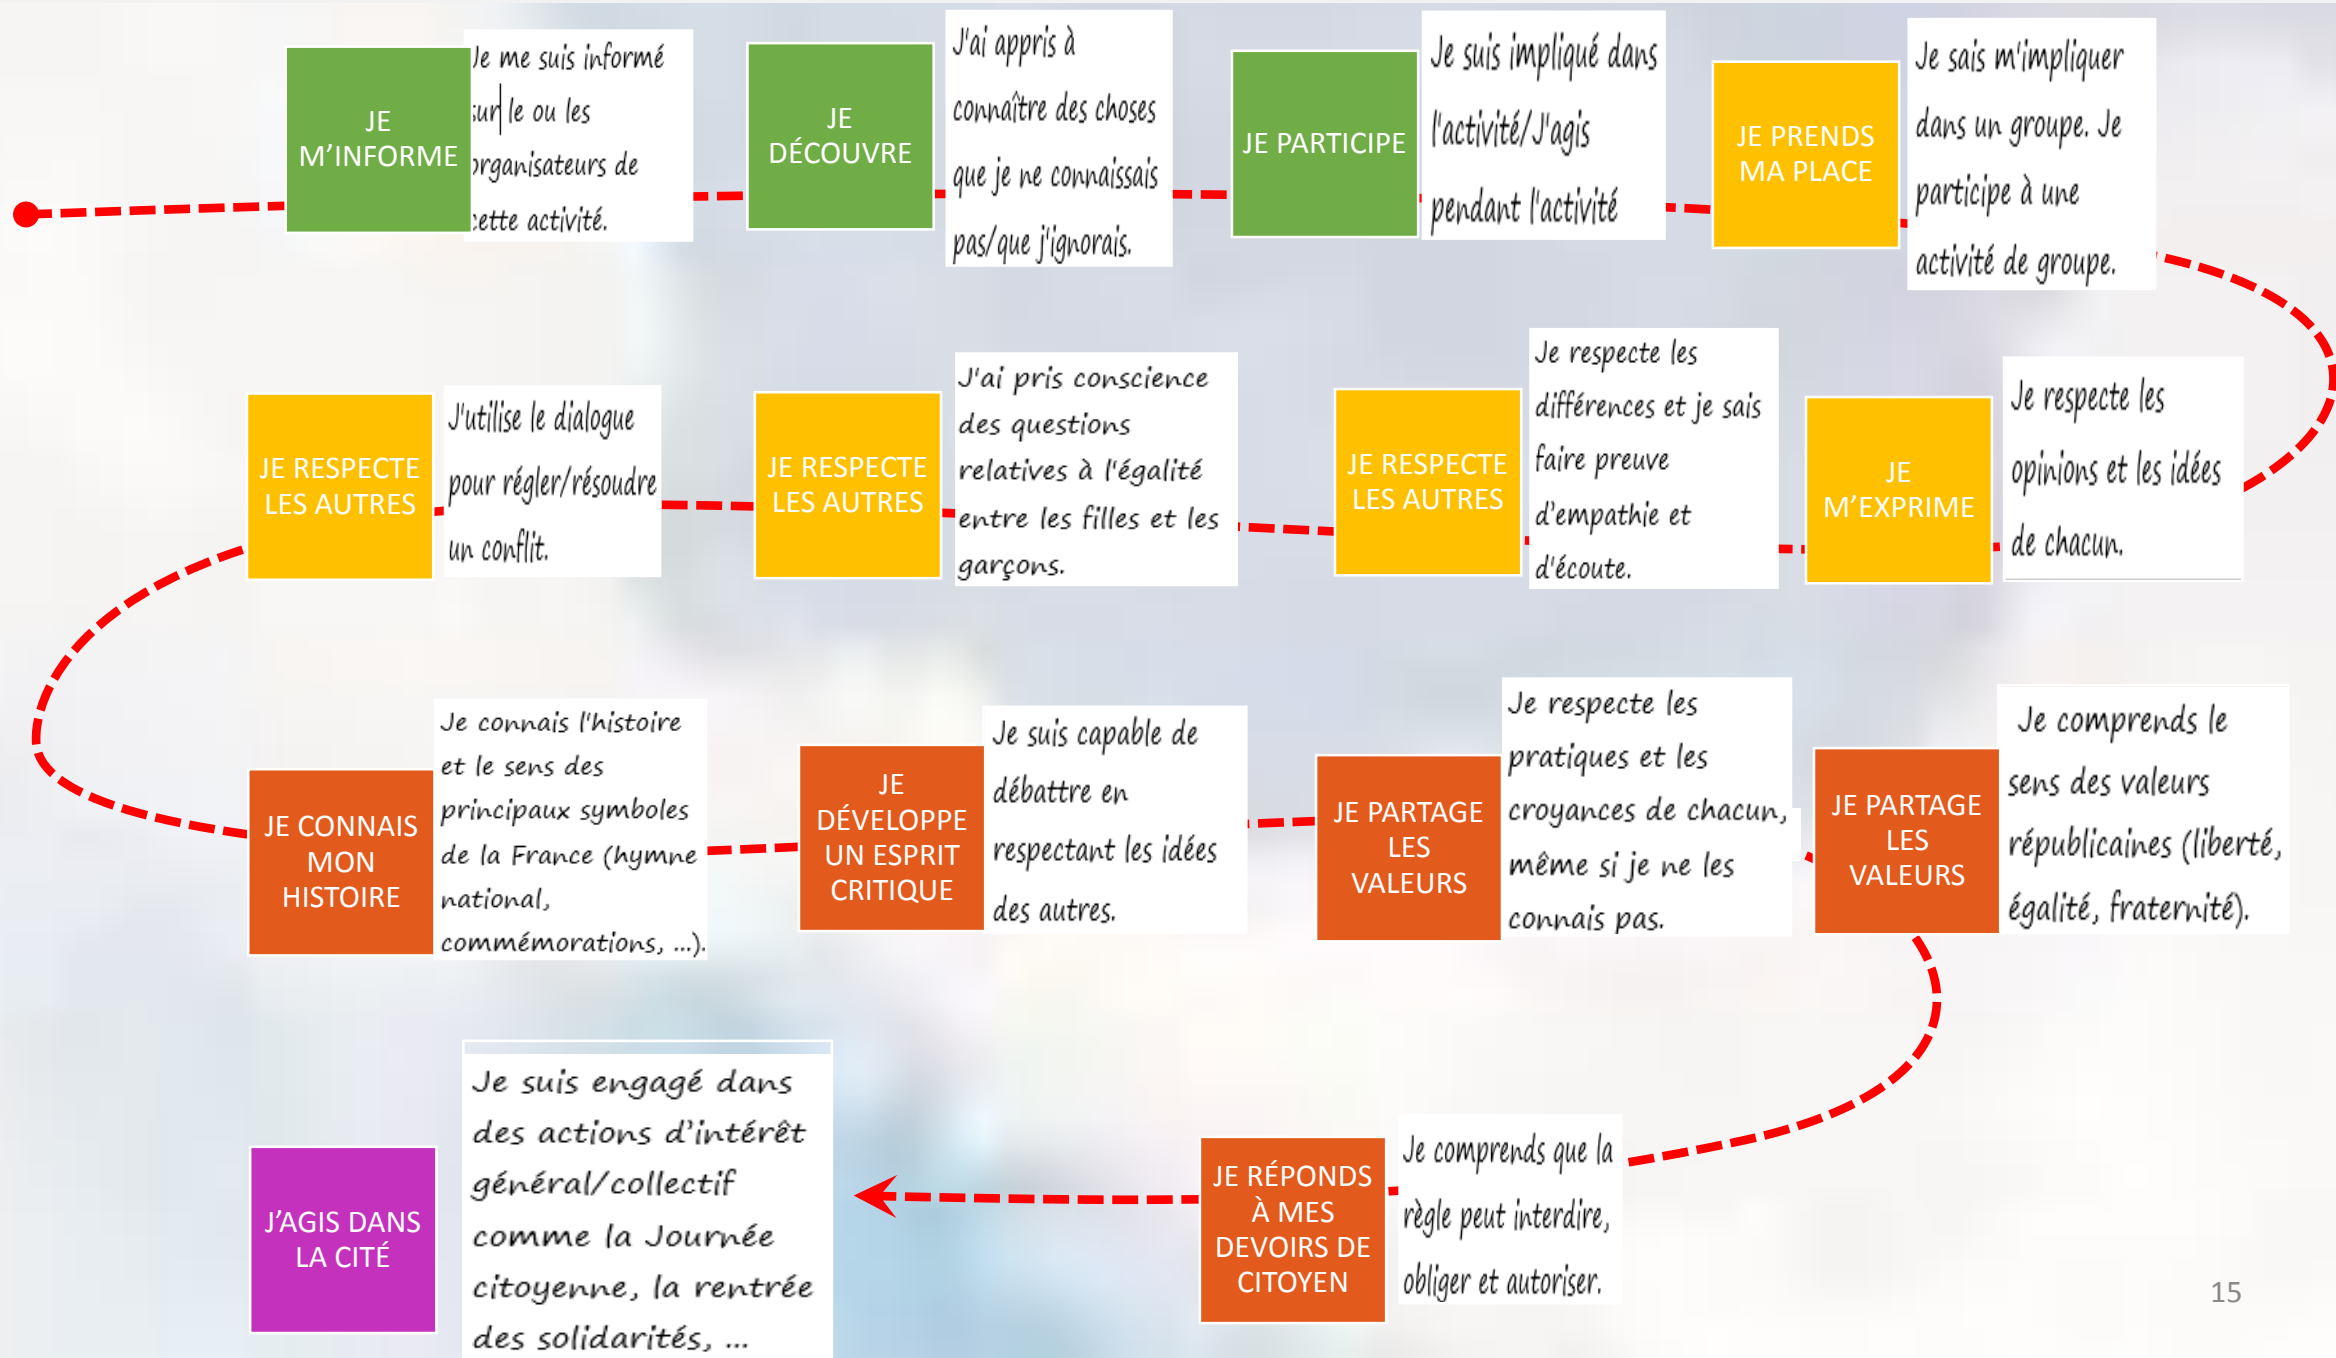 JE
M'INFORME
Je me suis informé
sur le ou les
organisateurs de
cette activité.
JE
DÉCOUVRE
J'ai appris à
connaître des choses
que je ne connaissais
pas/que j'ignorais.
JE PARTICIPE
Je suis impliqué dans
l'activité/J'agis
pendant l'activité
JE PRENDS
MA PLACE
Je sais m'impliquer
dans un groupe. Je
participe à une
activité de groupe.
JE RESPECTE
LES AUTRES
J'utilise le dialogue
pour régler/résoudre
un conflit.
JE RESPECTE
LES AUTRES
J'ai pris conscience
des questions
relatives à l'égalité
entre les filles et les
garçons.
JE RESPECTE
LES AUTRES
Je respecte les
différences et je sais
faire preuve
d'empathie et
d'écoute.
JE
M'EXPRIME
Je respecte les
opinions et les idées
de chacun.
JE CONNAIS
MON
HISTOIRE
Je connais l'histoire
et le sens des
principaux symboles
de la France (hymne
national,
commémorations, ...).
JE
DÉVELOPPE
UN ESPRIT
CRITIQUE
Je suis capable de
débattre en
respectant les idées
des autres.
JE PARTAGE
LES
VALEURS
Je respecte les
pratiques et les
croyances de chacun,
même si je ne les
connais pas.
JE PARTAGE
LES
VALEURS
Je comprends le
sens des valeurs
républicaines (liberté,
égalité, fraternité).
J'AGIS DANS
LA CITÉ
Je suis engagé dans
des actions d'intérêt
général/collectif
comme la Journée
citoyenne, la rentrée
des solidarités, ...
JE RÉPONDS
À MES
DEVOIRS DE
CITOYEN
Je comprends que la
règle peut interdire,
obliger et autoriser.
15